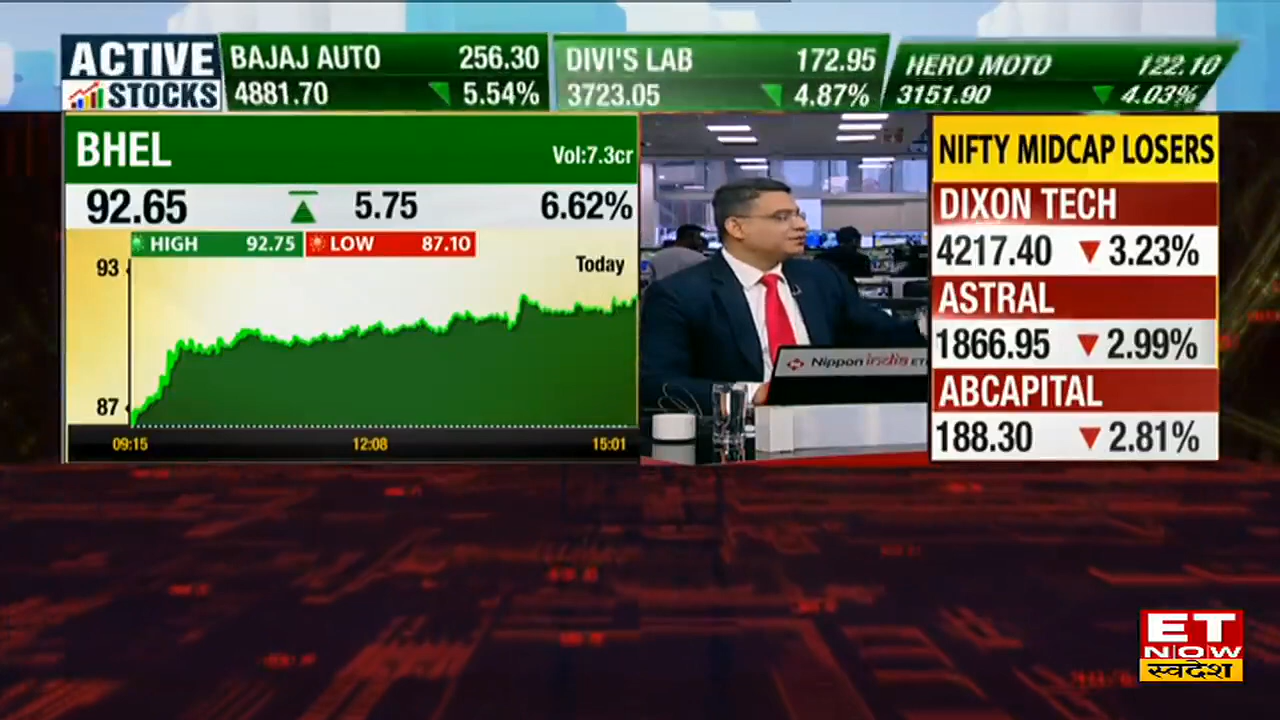 ACTIVE
STOCKS
BAJAJ AUTO 256.30
4881.70 5.54%
DIVI'S LAB 172.95
3723.05 4.87%
HERO MOTO 122.10
3151.90 4.03%
BHEL
Vol:7.3cr
92.65 5.75 6.62%
HIGH 92.75 LOW 87.10
Today
93
87
09:15 12:08 15:01
Nippon india ET
NIFTY MIDCAP LOSERS
DIXON TECH
4217.40 3.23%
ASTRAL
1866.95 2.99%
ABCAPITAL
188.30 2.81%
ET
NOW
स्वदेश